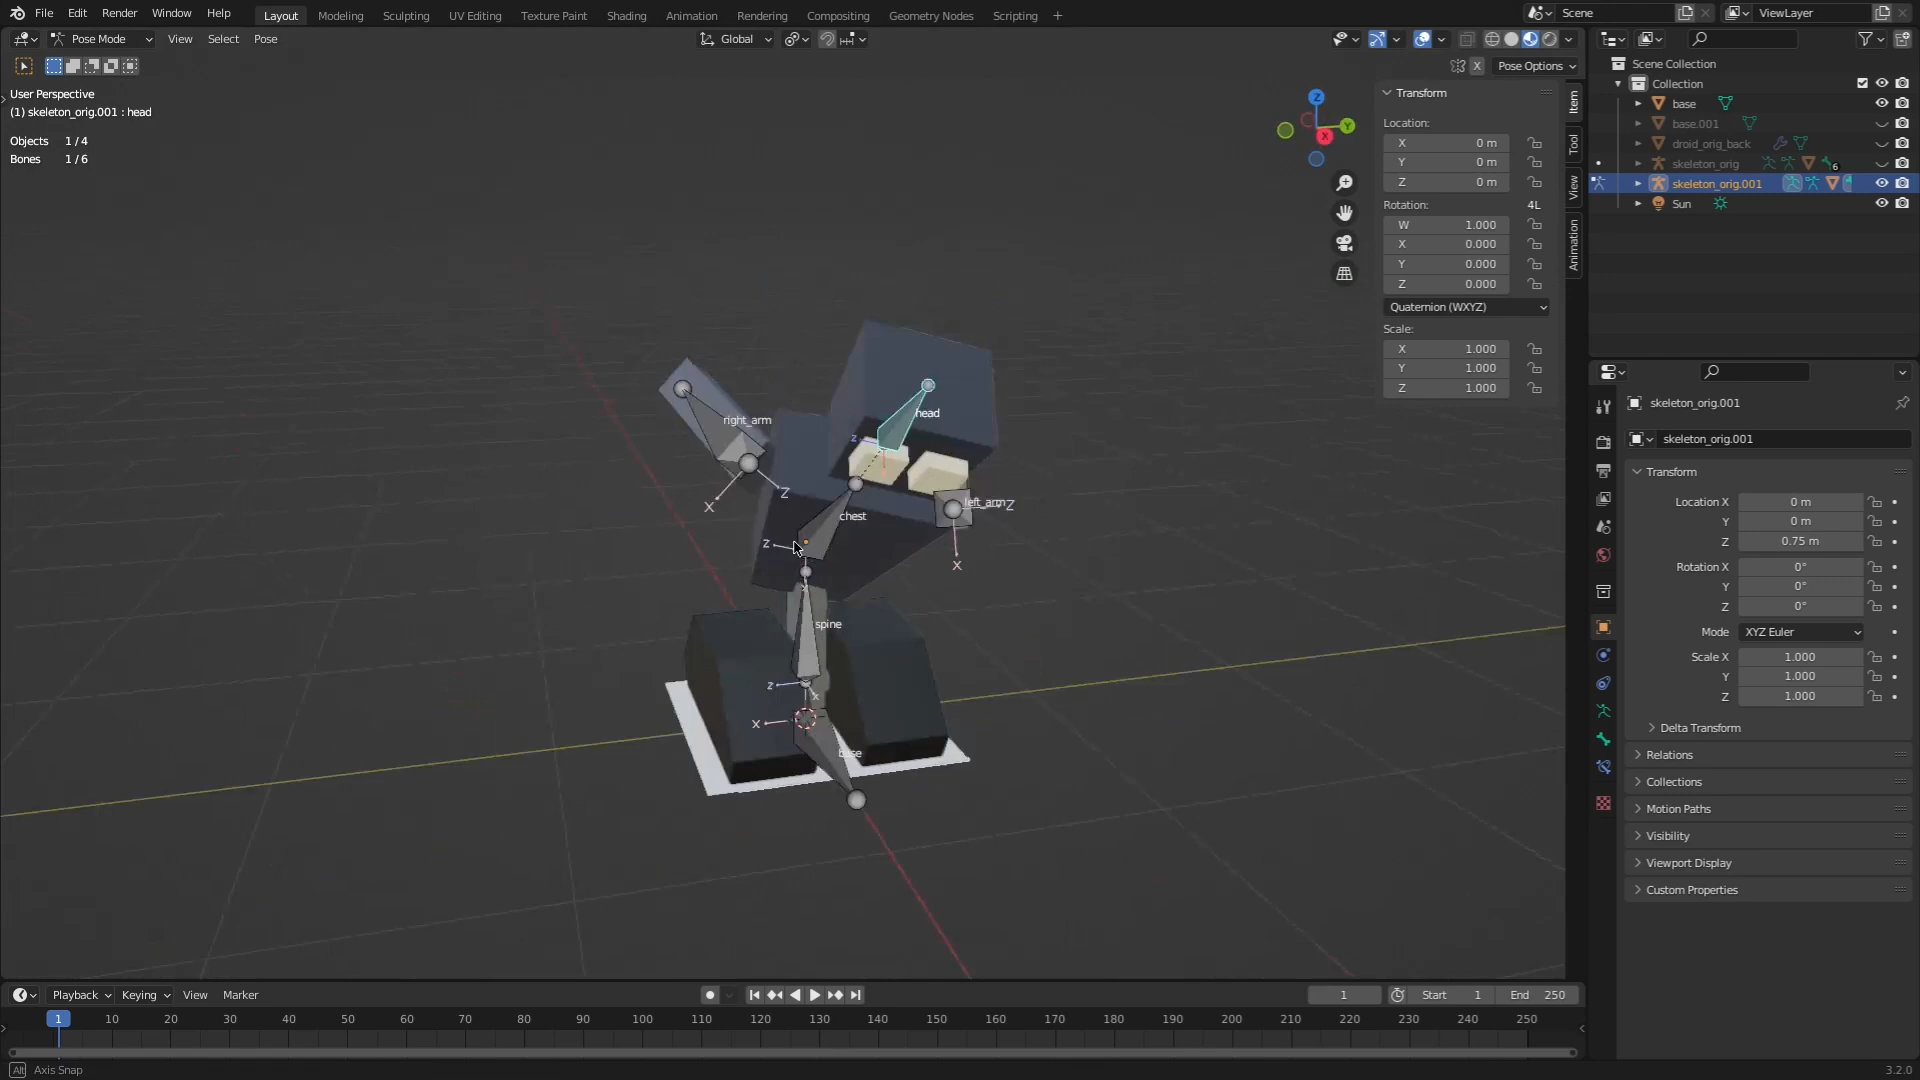 File Edit Render Window Help Layout Modeling Sculpting UV Editing Texture Paint Shading Animation Rendering Compositing Geometry Nodes Scripting + Scene ViewLayer
Pose Mode View Select Pose Global
X Pose Options
User Perspective
(1) skeleton_orig.001 : head
Objects 1 / 4
Bones 1 / 6
Z
Y
X
Transform
Location:
X 0 m
Y 0 m
Z 0 m
Rotation: 4L
W 1.000
X 0.000
Y 0.000
Z 0.000
Quaternion (WXYZ)
Scale:
X 1.000
Y 1.000
Z 1.000
Item
Tool
View
Animation
Scene Collection
Collection
base
base.001
droid_orig_back
skeleton_orig 6
skeleton_orig.001
Sun
right_arm
head
z
Z
X
left_arm
Z
chest
Z
X
x
spine
z
x
X
base
skeleton_orig.001
skeleton_orig.001
Transform
Location X 0 m
Y 0 m
Z 0.75 m
Rotation X 0°
Y 0°
Z 0°
Mode XYZ Euler
Scale X 1.000
Y 1.000
Z 1.000
Delta Transform
Relations
Collections
Motion Paths
Visibility
Viewport Display
Custom Properties
Playback Keying View Marker 1 Start 1 End 250
1 10 20 30 40 50 60 70 80 90 100 110 120 130 140 150 160 170 180 190 200 210 220 230 240 250
Alt Axis Snap 3.2.0